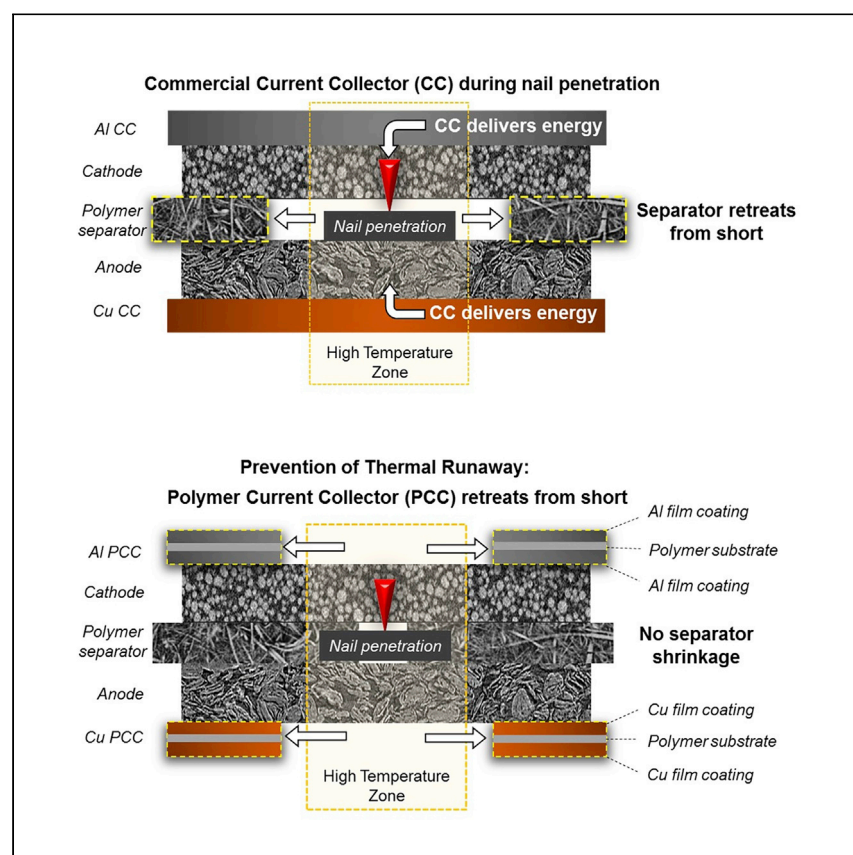 Commercial Current Collector (CC) during nail penetration
Al CC
CC delivers energy
Cathode
Polymer
separator
Nail penetration
Separator retreats
from short
Anode
Cu CC
CC delivers energy
High Temperature
Zone
Prevention of Thermal Runaway:
Polymer Current Collector (PCC) retreats from short
Al film coating
Al PCC
Polymer substrate
Cathode
Al film coating
Polymer
separator
Nail penetration
No separator
shrinkage
Anode
Cu film coating
Cu PCC
Polymer substrate
High Temperature
Zone
Cu film coating